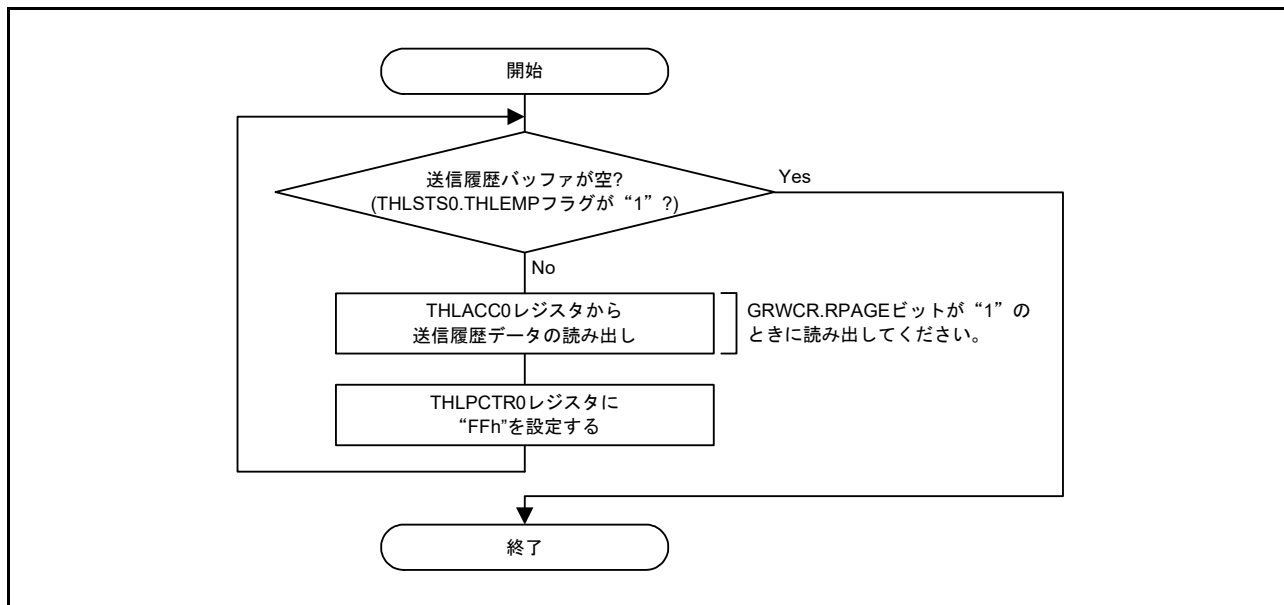 開始
送信履歴バッファが空?
(THLSTS0.THLEMPフラグが“1”?)
Yes
No
THLACC0レジスタから
送信履歴データの読み出し
GRWCR.RPAGEビットが“1”の
ときに読み出してください。
THLPCTR0レジスタに
“FFh”を設定する
終了